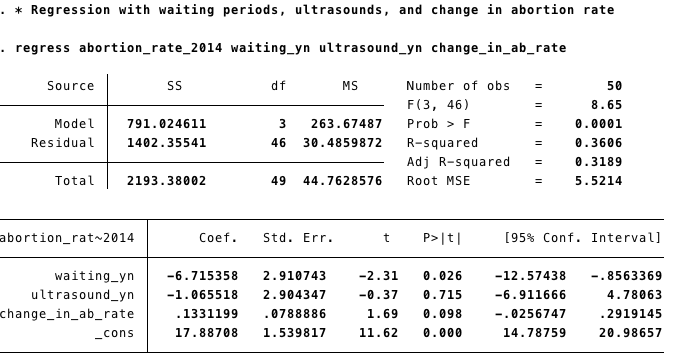 . * Regression with waiting periods, ultrasounds, and change in abortion rate
. regress abortion_rate_2014 waiting_yn ultrasound_yn change_in_ab_rate
Source SS df MS Number of obs = 50
F(3, 46) = 8.65
Model 791.024611 3 263.67487 Prob > F = 0.0001
Residual 1402.35541 46 30.4859872 R-squared = 0.3606
Adj R-squared = 0.3189
Total 2193.38002 49 44.7628576 Root MSE = 5.5214
abortion_rat~2014 Coef. Std. Err. t P>|t| [95% Conf. Interval]
waiting_yn -6.715358 2.910743 -2.31 0.026 -12.57438 -.8563369
ultrasound_yn -1.065518 2.904347 -0.37 0.715 -6.911666 4.78063
change_in_ab_rate .1331199 .0788886 1.69 0.098 -.0256747 .2919145
_cons 17.88708 1.539817 11.62 0.000 14.78759 20.98657